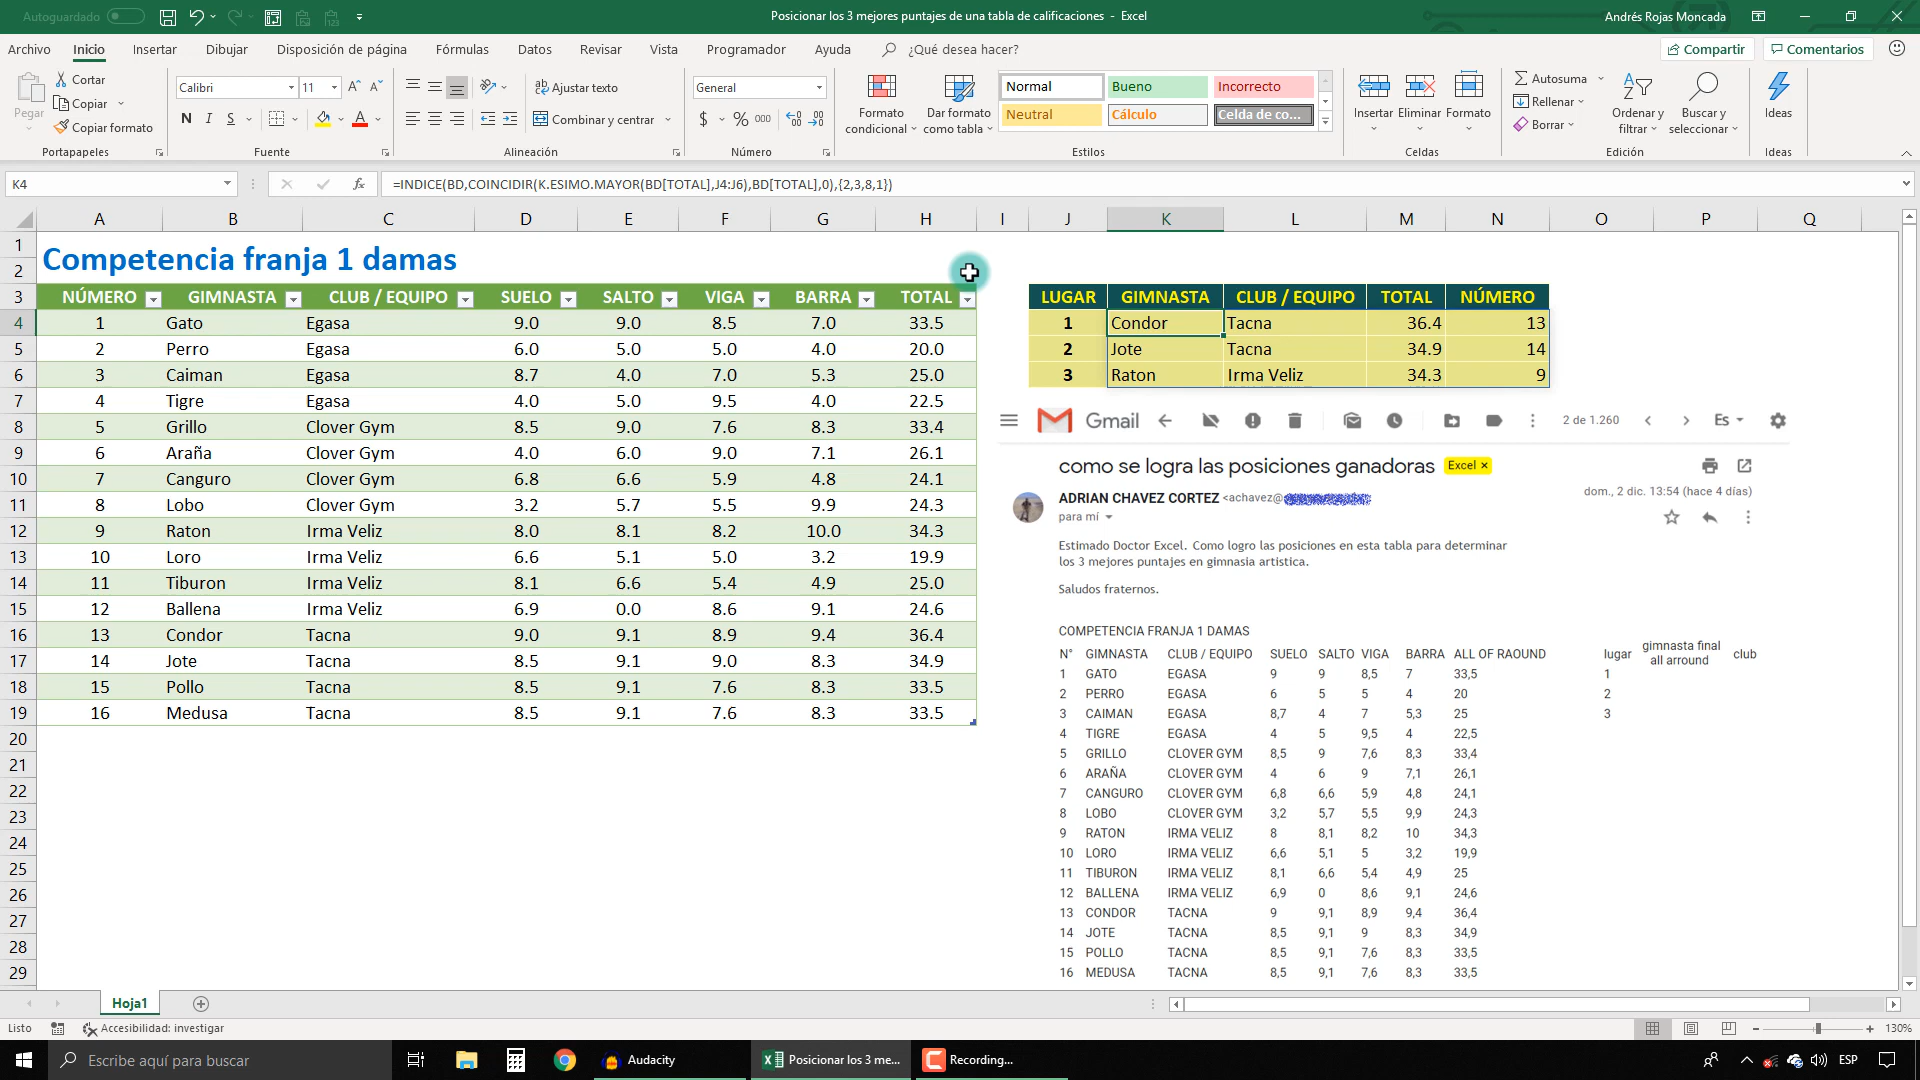 Autoguardado
Posicionar los 3 mejores puntajes de una tabla de calificaciones - Excel
Andrés Rojas Moncada
Archivo Inicio Insertar Dibujar Disposición de página Fórmulas Datos Revisar Vista Programador Ayuda ¿Qué desea hacer? Compartir Comentarios
Pegar
Cortar
Copiar
Copiar formato
Portapapeles
Calibri 11
N K S
Fuente
Ajustar texto
Combinar y centrar
Alineación
General
$ % 000
Número
Formato condicional
Dar formato como tabla
Normal Bueno Incorrecto
Neutral Cálculo Celda de co...
Estilos
Insertar Eliminar Formato
Celdas
Autosuma
Rellenar
Borrar
Ordenar y filtrar
Buscar y seleccionar
Edición
Ideas
Ideas
K4 fx =INDICE(BD,COINCIDIR(K.ESIMO.MAYOR(BD[TOTAL],J4:J6),BD[TOTAL],0),{2,3,8,1})
A B C D E F G H I J K L M N O P Q
1
2
Competencia franja 1 damas
3 NÚMERO GIMNASTA CLUB / EQUIPO SUELO SALTO VIGA BARRA TOTAL
4 1 Gato Egasa 9.0 9.0 8.5 7.0 33.5
5 2 Perro Egasa 6.0 5.0 5.0 4.0 20.0
6 3 Caiman Egasa 8.7 4.0 7.0 5.3 25.0
7 4 Tigre Egasa 4.0 5.0 9.5 4.0 22.5
8 5 Grillo Clover Gym 8.5 9.0 7.6 8.3 33.4
9 6 Araña Clover Gym 4.0 6.0 9.0 7.1 26.1
10 7 Canguro Clover Gym 6.8 6.6 5.9 4.8 24.1
11 8 Lobo Clover Gym 3.2 5.7 5.5 9.9 24.3
12 9 Raton Irma Veliz 8.0 8.1 8.2 10.0 34.3
13 10 Loro Irma Veliz 6.6 5.1 5.0 3.2 19.9
14 11 Tiburon Irma Veliz 8.1 6.6 5.4 4.9 25.0
15 12 Ballena Irma Veliz 6.9 0.0 8.6 9.1 24.6
16 13 Condor Tacna 9.0 9.1 8.9 9.4 36.4
17 14 Jote Tacna 8.5 9.1 9.0 8.3 34.9
18 15 Pollo Tacna 8.5 9.1 7.6 8.3 33.5
19 16 Medusa Tacna 8.5 9.1 7.6 8.3 33.5
20
21
22
23
24
25
26
27
28
29
LUGAR GIMNASTA CLUB / EQUIPO TOTAL NÚMERO
1 Condor Tacna 36.4 13
2 Jote Tacna 34.9 14
3 Raton Irma Veliz 34.3 9
Gmail 2 de 1.260 Es
como se logra las posiciones ganadoras Excel ×
ADRIAN CHAVEZ CORTEZ <achavez@
dom., 2 dic. 13:54 (hace 4 días)
para mí
Estimado Doctor Excel. Como logro las posiciones en esta tabla para determinar
los 3 mejores puntajes en gimnasia artistica.
Saludos fraternos.
COMPETENCIA FRANJA 1 DAMAS
N° GIMNASTA CLUB / EQUIPO SUELO SALTO VIGA BARRA ALL OF RAOUND lugar gimnasta final all arround club
1 GATO EGASA 9 9 8,5 7 33,5 1
2 PERRO EGASA 6 5 5 4 20 2
3 CAIMAN EGASA 8,7 4 7 5,3 25 3
4 TIGRE EGASA 4 5 9,5 4 22,5
5 GRILLO CLOVER GYM 8,5 9 7,6 8,3 33,4
6 ARAÑA CLOVER GYM 4 6 9 7,1 26,1
7 CANGURO CLOVER GYM 6,8 6,6 5,9 4,8 24,1
8 LOBO CLOVER GYM 3,2 5,7 5,5 9,9 24,3
9 RATON IRMA VELIZ 8 8,1 8,2 10 34,3
10 LORO IRMA VELIZ 6,6 5,1 5 3,2 19,9
11 TIBURON IRMA VELIZ 8,1 6,6 5,4 4,9 25
12 BALLENA IRMA VELIZ 6,9 0 8,6 9,1 24,6
13 CONDOR TACNA 9 9,1 8,9 9,4 36,4
14 JOTE TACNA 8,5 9,1 9 8,3 34,9
15 POLLO TACNA 8,5 9,1 7,6 8,3 33,5
16 MEDUSA TACNA 8,5 9,1 7,6 8,3 33,5
Hoja1
Listo Accesibilidad: investigar 130%
Escribe aquí para buscar Audacity Posicionar los 3 me... Recording... ESP